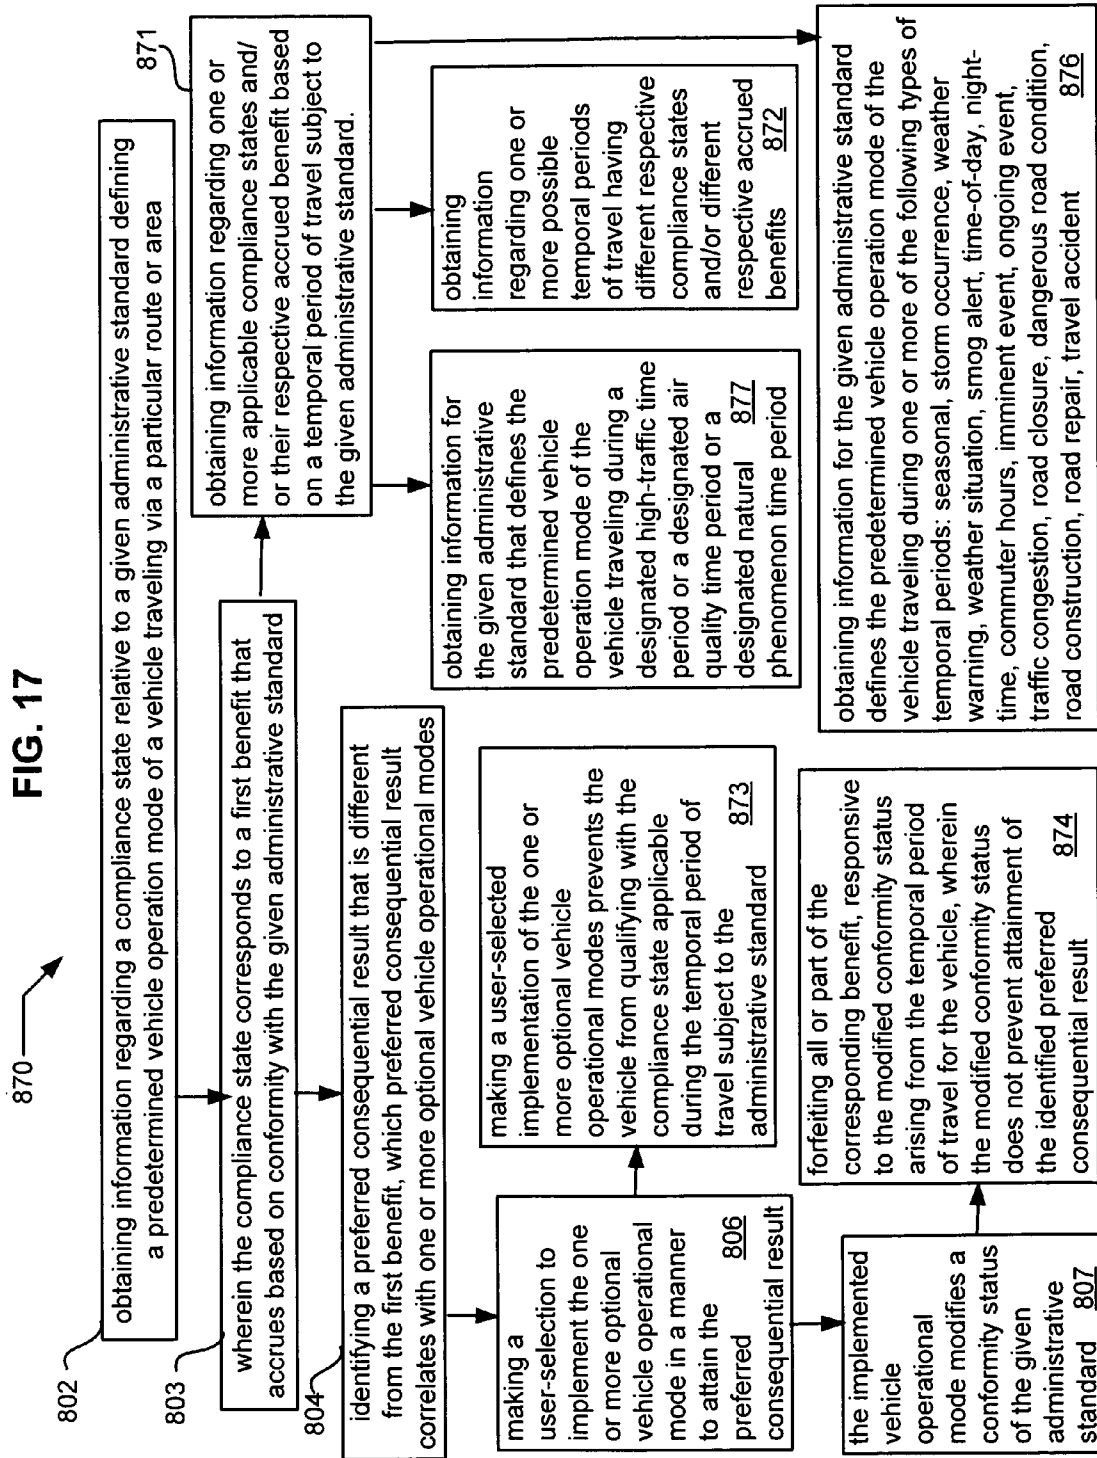 FIG. 17
870
802
obtaining information regarding a compliance state relative to a given administrative standard defining
a predetermined vehicle operation mode of a vehicle traveling via a particular route or area
803
wherein the compliance state corresponds to a first benefit that
accrues based on conformity with the given administrative standard
804
identifying a preferred consequential result that is different
from the first benefit, which preferred consequential result
correlates with one or more optional vehicle operational modes
making a
user-selection to
implement the one
or more optional
vehicle operational
mode in a manner
to attain the
preferred 806
consequential result
the implemented
vehicle
operational
mode modifies a
conformity status
of the given
administrative
standard 807
making a user-selected
implementation of the one or
more optional vehicle
operational modes prevents the
vehicle from qualifying with the
compliance state applicable
during the temporal period of
travel subject to the
administrative standard 873
forfeiting all or part of the
corresponding benefit, responsive
to the modified conformity status
arising from the temporal period
of travel for the vehicle, wherein
the modified conformity status
does not prevent attainment of
the identified preferred
consequential result 874
871
obtaining information regarding one or
more applicable compliance states and/
or their respective accrued benefit based
on a temporal period of travel subject to
the given administrative standard.
obtaining information for
the given administrative
standard that defines the
predetermined vehicle
operation mode of the
vehicle traveling during a
designated high-traffic time
period or a designated air
quality time period or a
designated natural 877
phenomenon time period
obtaining
information
regarding one or
more possible
temporal periods
of travel having
different respective
compliance states
and/or different
respective accrued
benefits 872
obtaining information for the given administrative standard
defines the predetermined vehicle operation mode of the
vehicle traveling during one or more of the following types of
temporal periods: seasonal, storm occurrence, weather
warning, weather situation, smog alert, time-of-day, night-
time, commuter hours, imminent event, ongoing event,
traffic congestion, road closure, dangerous road condition,
road construction, road repair, travel accident 876